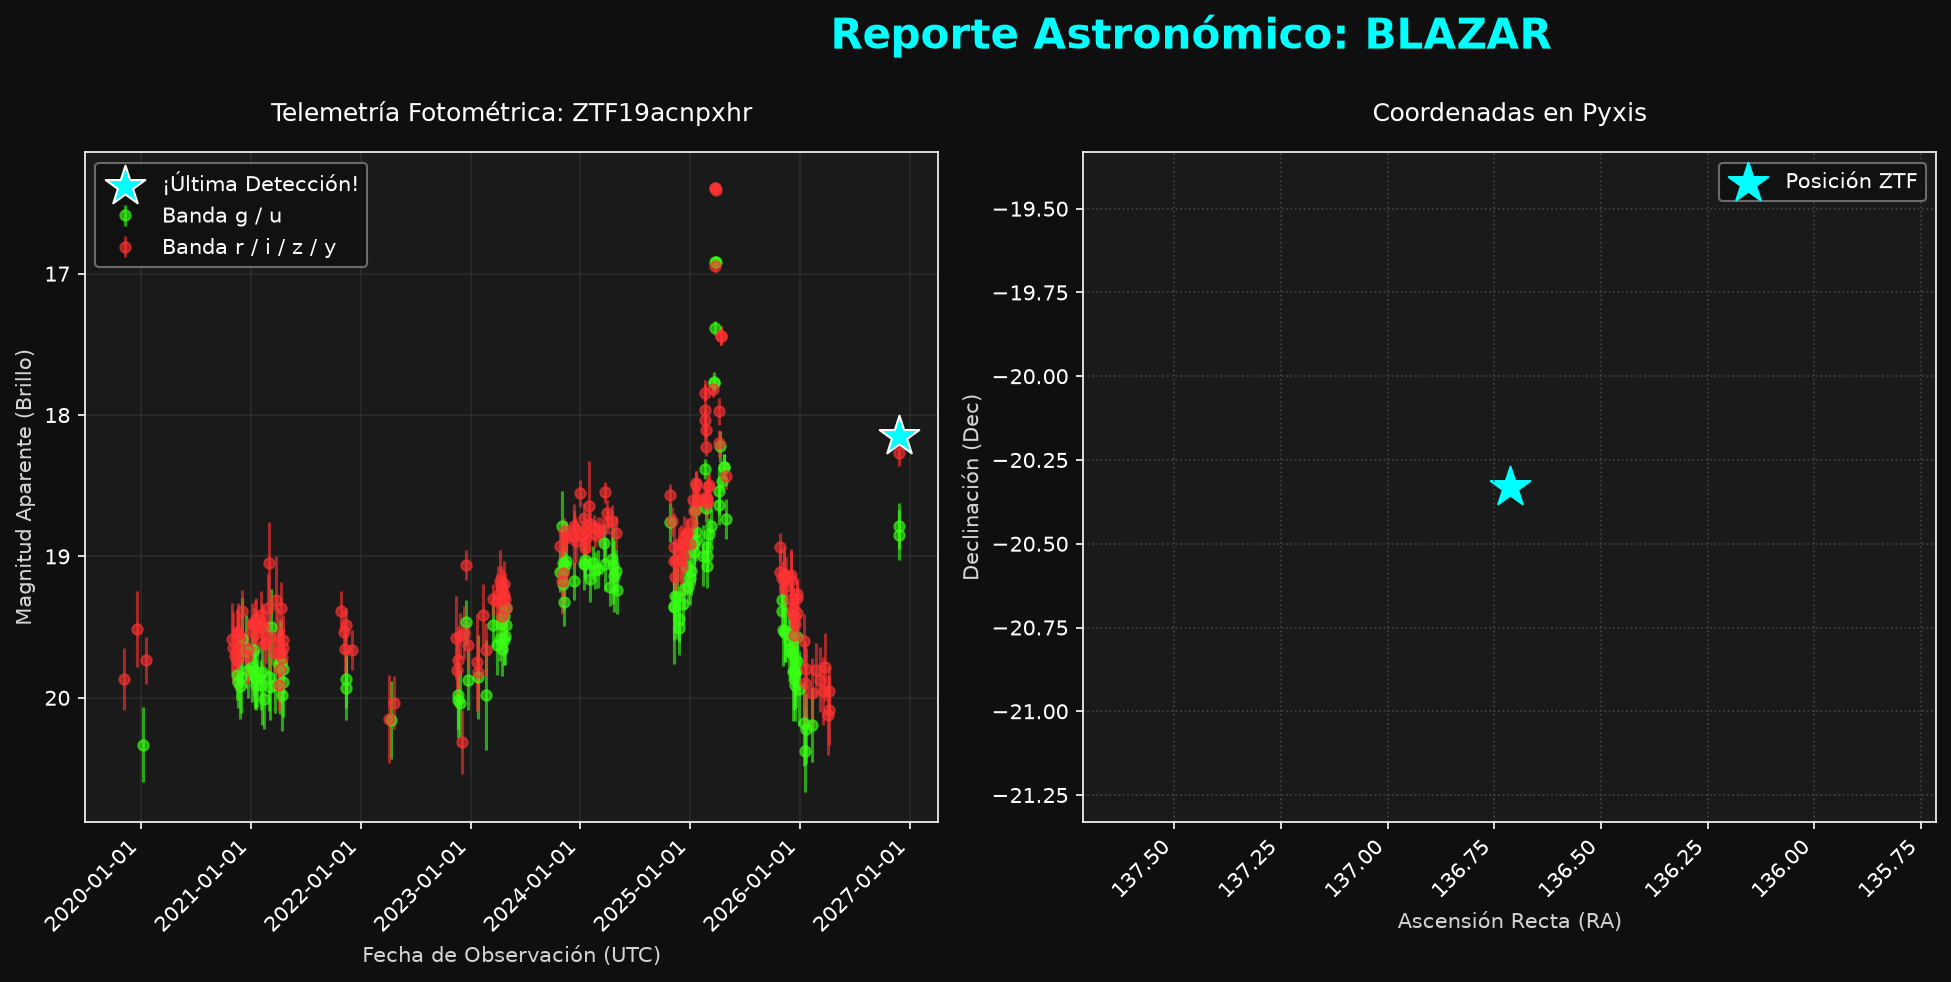 Reporte Astronómico: BLAZAR
Telemetría Fotométrica: ZTF19acnpxhr
¡Última Detección!
Banda g / u
Banda r / i / z / y
Magnitud Aparente (Brillo)
17
18
19
20
2020-01-01
2021-01-01
2022-01-01
2023-01-01
2024-01-01
2025-01-01
2026-01-01
2027-01-01
Fecha de Observación (UTC)
Coordenadas en Pyxis
Posición ZTF
Declinación (Dec)
−19.50
−19.75
−20.00
−20.25
−20.50
−20.75
−21.00
−21.25
137.50
137.25
137.00
136.75
136.50
136.25
136.00
135.75
Ascensión Recta (RA)